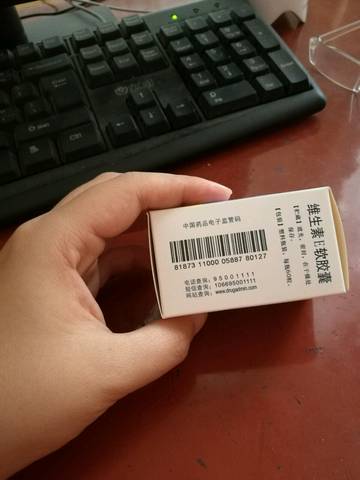 中国药品电子监管码
81873 11000 05887 80127
电话查询：95001111
短信查询：106695001111
网站查询：www.drugadmin.com
维生素E软胶囊
【贮藏】遮光，密封，在干燥处
保存。
【包装】塑料瓶装，每瓶60粒。